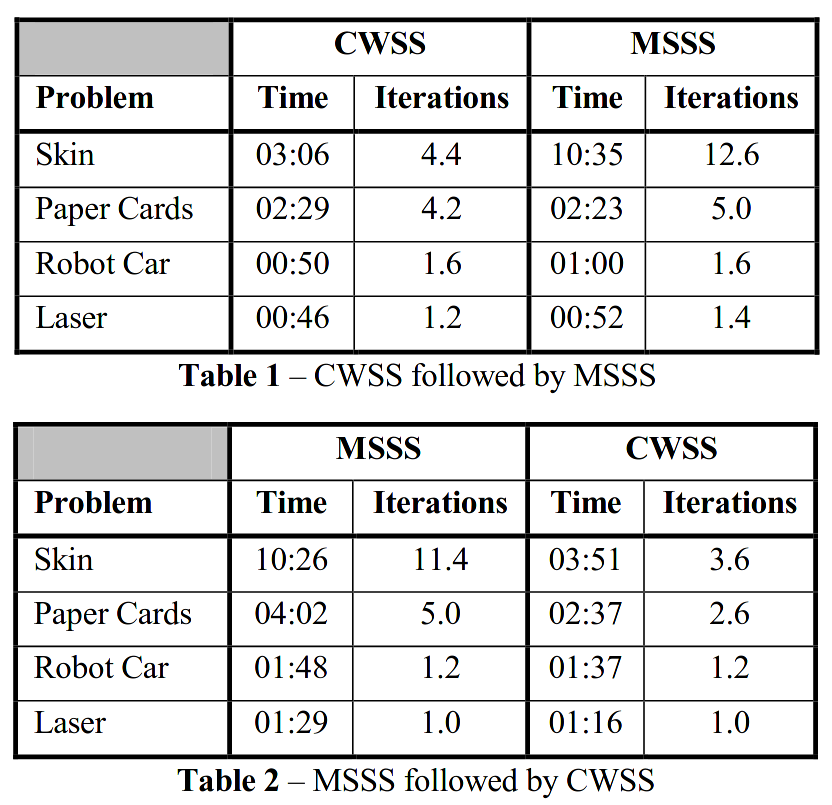 CWSS MSSS
Problem Time Iterations Time Iterations
Skin 03:06 4.4 10:35 12.6
Paper Cards 02:29 4.2 02:23 5.0
Robot Car 00:50 1.6 01:00 1.6
Laser 00:46 1.2 00:52 1.4
Table 1 – CWSS followed by MSSS
MSSS CWSS
Problem Time Iterations Time Iterations
Skin 10:26 11.4 03:51 3.6
Paper Cards 04:02 5.0 02:37 2.6
Robot Car 01:48 1.2 01:37 1.2
Laser 01:29 1.0 01:16 1.0
Table 2 – MSSS followed by CWSS